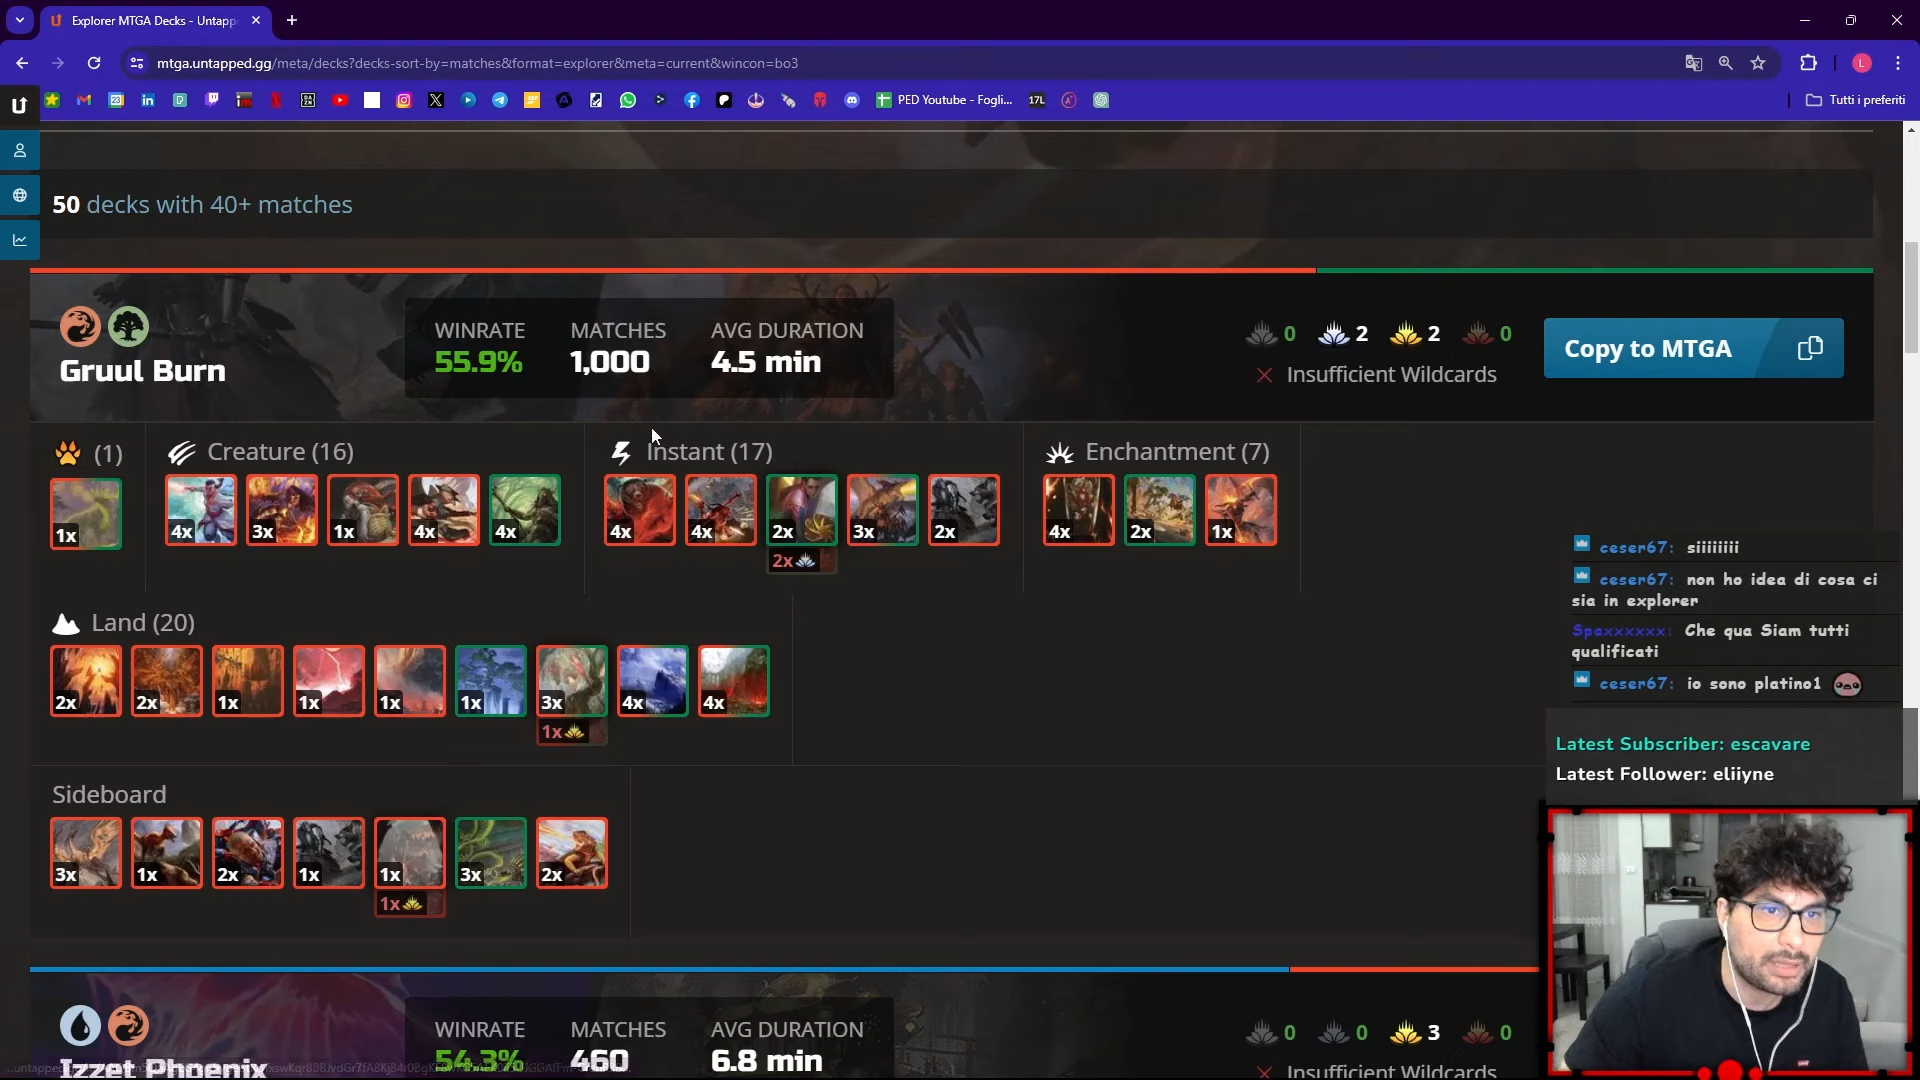 Explorer MTGA Decks - Untapp
mtga.untapped.gg/meta/decks?decks-sort-by=matches&format=explorer&meta=current&wincon=bo3
PED Youtube - Fogli...
17L
Tutti i preferiti
50 decks with 40+ matches
Gruul Burn
WINRATE MATCHES AVG DURATION
55.9% 1,000 4.5 min
0 2 2 0
Insufficient Wildcards
Copy to MTGA
(1) Creature (16) Instant (17) Enchantment (7)
1x 4x 3x 1x 4x 4x 4x 4x 2x 3x 2x 4x 2x 1x
2x
Land (20)
2x 2x 1x 1x 1x 1x 3x 4x 4x
1x
Sideboard
3x 1x 2x 1x 1x 3x 2x
1x
ceser67: siiiiiiii
ceser67: non ho idea di cosa ci
sia in explorer
Spaxxxxxx: Che qua Siam tutti
qualificati
ceser67: io sono platino1
Latest Subscriber: escavare
Latest Follower: eliiyne
Izzet Phoenix
WINRATE MATCHES AVG DURATION
54.3% 460 6.8 min
0 0 3 0
Insufficient Wildcards